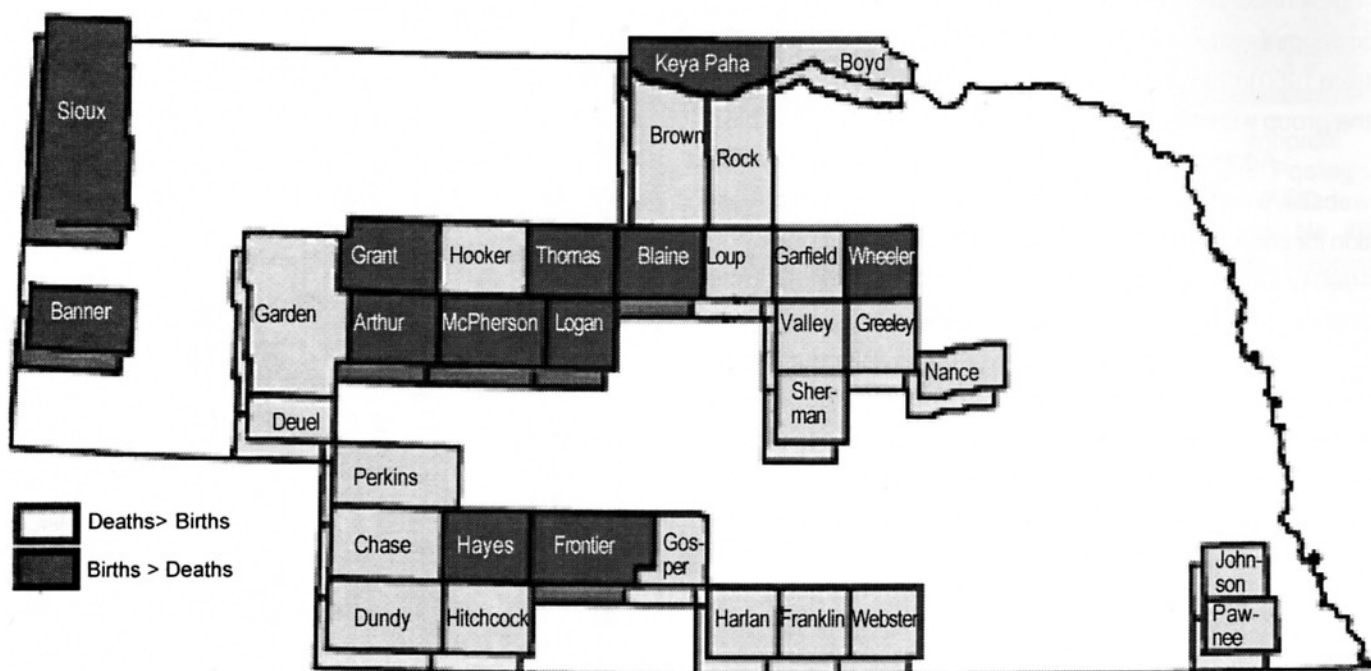 Keya Paha
Boyd
Sioux
Brown
Rock
Grant
Hooker
Thomas
Blaine
Loup
Garfield
Wheeler
Banner
Garden
Arthur
McPherson
Logan
Valley
Greeley
Nance
Sher-
man
Deuel
Perkins
Deaths> Births
Chase
Hayes
Frontier
Gos-
per
Births > Deaths
John-
son
Dundy
Hitchcock
Harlan
Franklin
Webster
Paw-
nee